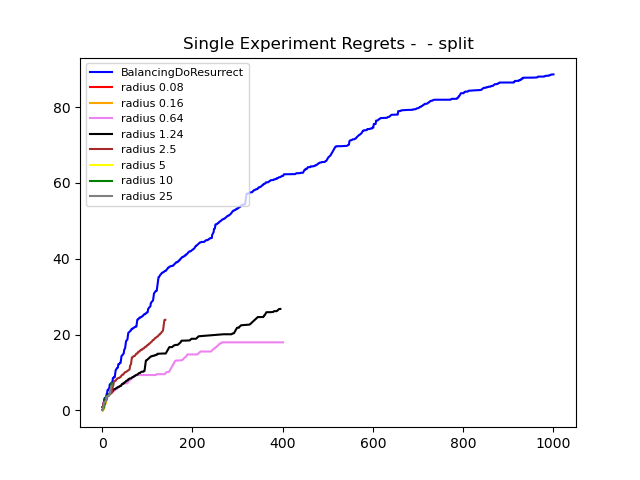 Single Experiment Regrets -  - split
BalancingDoResurrect
radius 0.08
radius 0.16
radius 0.64
radius 1.24
radius 2.5
radius 5
radius 10
radius 25
80
60
40
20
0
0 200 400 600 800 1000